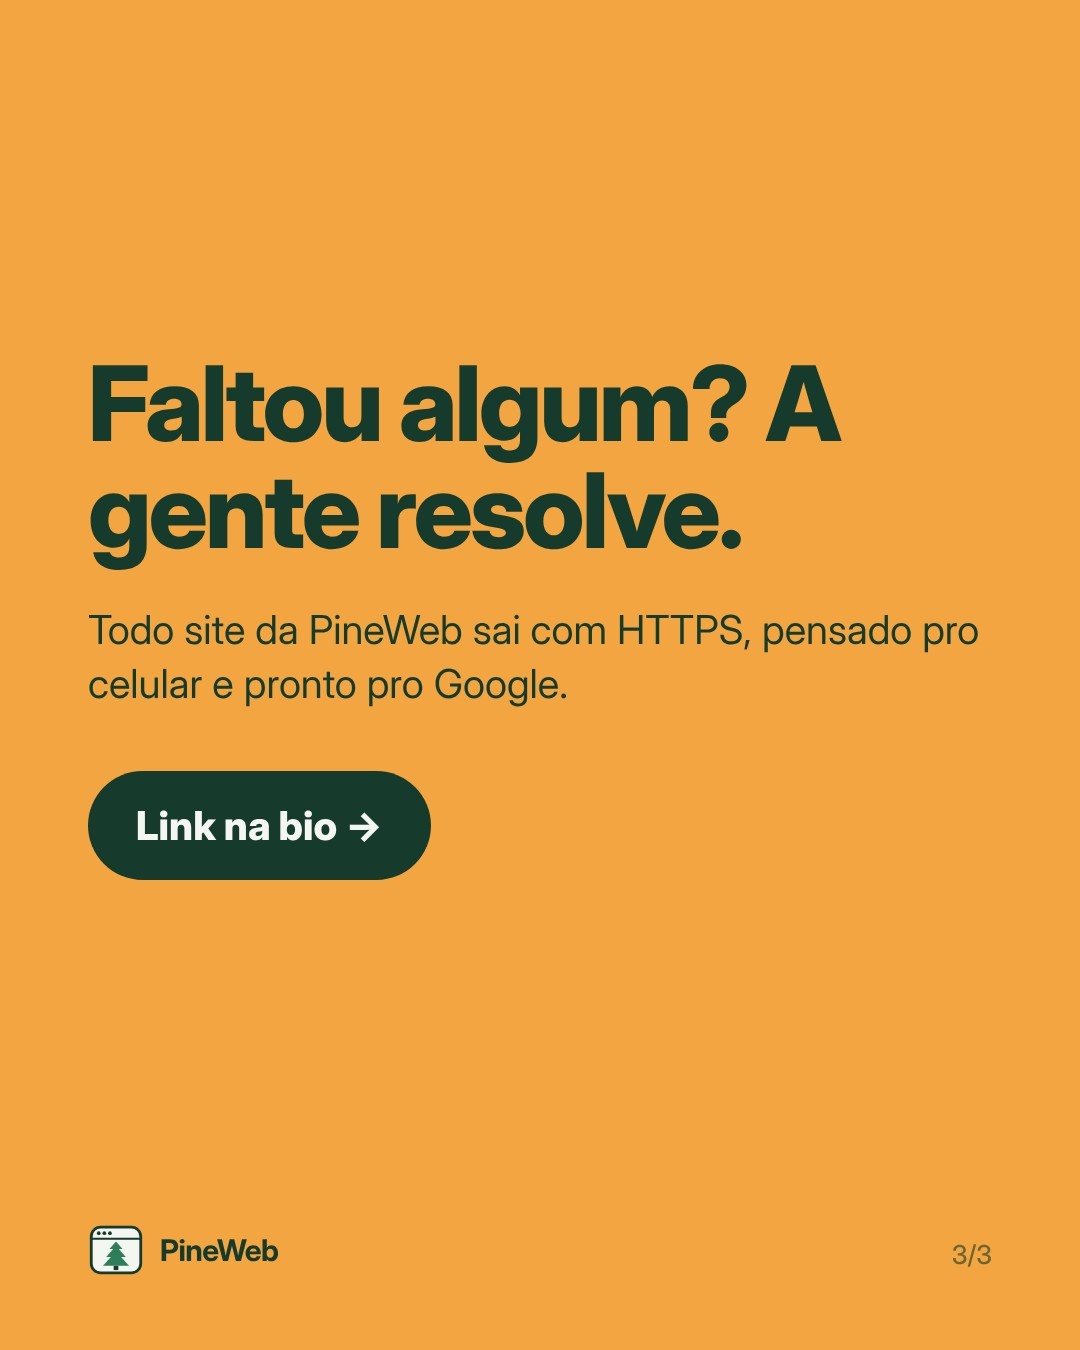 Faltou algum? A
gente resolve.
Todo site da PineWeb sai com HTTPS, pensado pro
celular e pronto pro Google.
Link na bio →
PineWeb
3/3